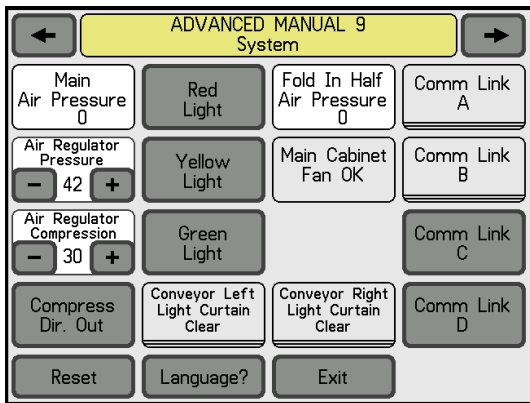 ADVANCED MANUAL 9
System
Main
Air Pressure
0
Red
Light
Fold In Half
Air Pressure
0
Comm Link
A
Air Regulator
Pressure
- 42 +
Yellow
Light
Main Cabinet
Fan OK
Comm Link
B
Air Regulator
Compression
- 30 +
Green
Light
Comm Link
C
Compress
Dir. Out
Conveyor Left
Light Curtain
Clear
Conveyor Right
Light Curtain
Clear
Comm Link
D
Reset
Language?
Exit